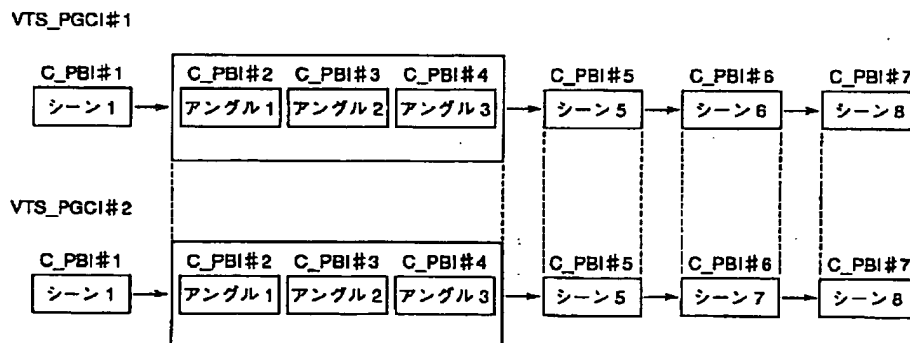 VTS_PGCI#1
C_PBI#1 C_PBI#2 C_PBI#3 C_PBI#4 C_PBI#5 C_PBI#6 C_PBI#7
シーン1 アングル1 アングル2 アングル3 シーン5 シーン6 シーン8
VTS_PGCI#2
C_PBI#1 C_PBI#2 C_PBI#3 C_PBI#4 C_PBI#5 C_PBI#6 C_PBI#7
シーン1 アングル1 アングル2 アングル3 シーン5 シーン7 シーン8